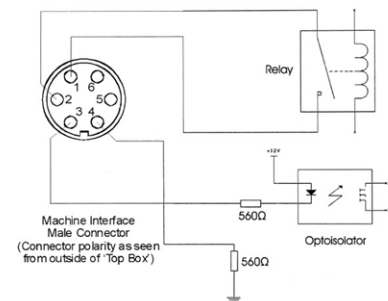 Relay
1 6
2 5
3 4
+12V
560Ω
Machine Interface
Male Connector
(Connector polarity as seen
from outside of 'Top Box')
Optoisolator
560Ω